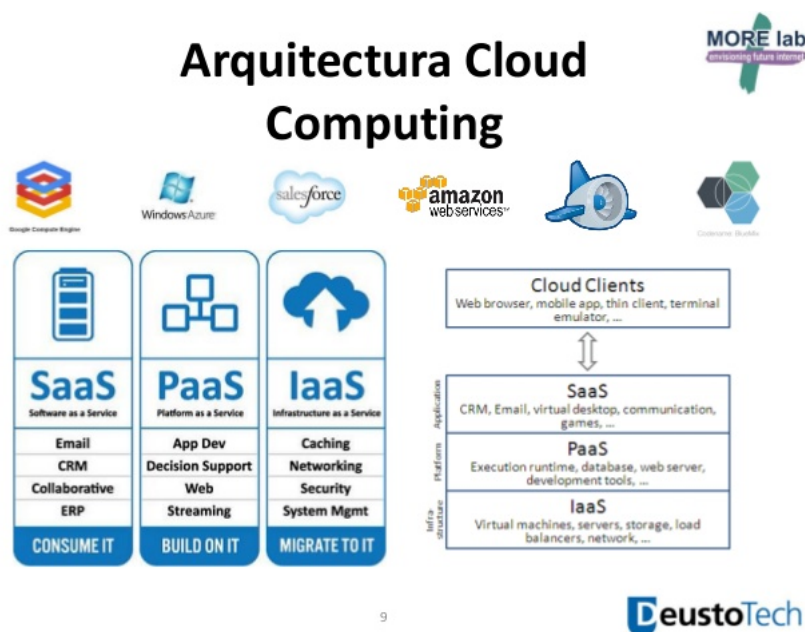 Arquitectura Cloud
Computing
MORE lab
envisioning future internet
Google Compute Engine
Windows Azure
salesforce
amazon
web services™
Codename: BlueMix
SaaS
Software as a Service
Email
CRM
Collaborative
ERP
CONSUME IT
PaaS
Platform as a Service
App Dev
Decision Support
Web
Streaming
BUILD ON IT
IaaS
Infrastructure as a Service
Caching
Networking
Security
System Mgmt
MIGRATE TO IT
Cloud Clients
Web browser, mobile app, thin client, terminal
emulator, ...
Application
SaaS
CRM, Email, virtual desktop, communication,
games, ...
Platform
PaaS
Execution runtime, database, web server,
development tools, ...
Infra-
structure
IaaS
Virtual machines, servers, storage, load
balancers, network, ...
9
DeustoTech